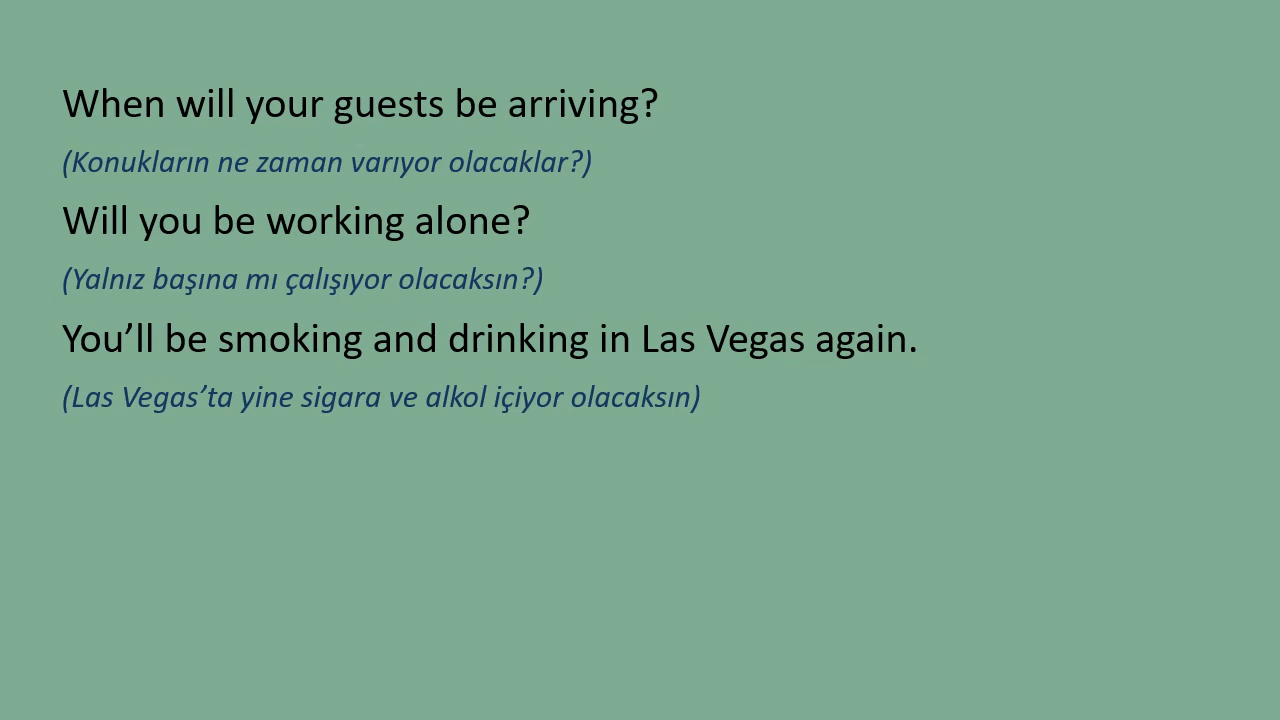 When will your guests be arriving?
(Konukların ne zaman varıyor olacaklar?)
Will you be working alone?
(Yalnız başına mı çalışıyor olacaksın?)
You’ll be smoking and drinking in Las Vegas again.
(Las Vegas’ta yine sigara ve alkol içiyor olacaksın)